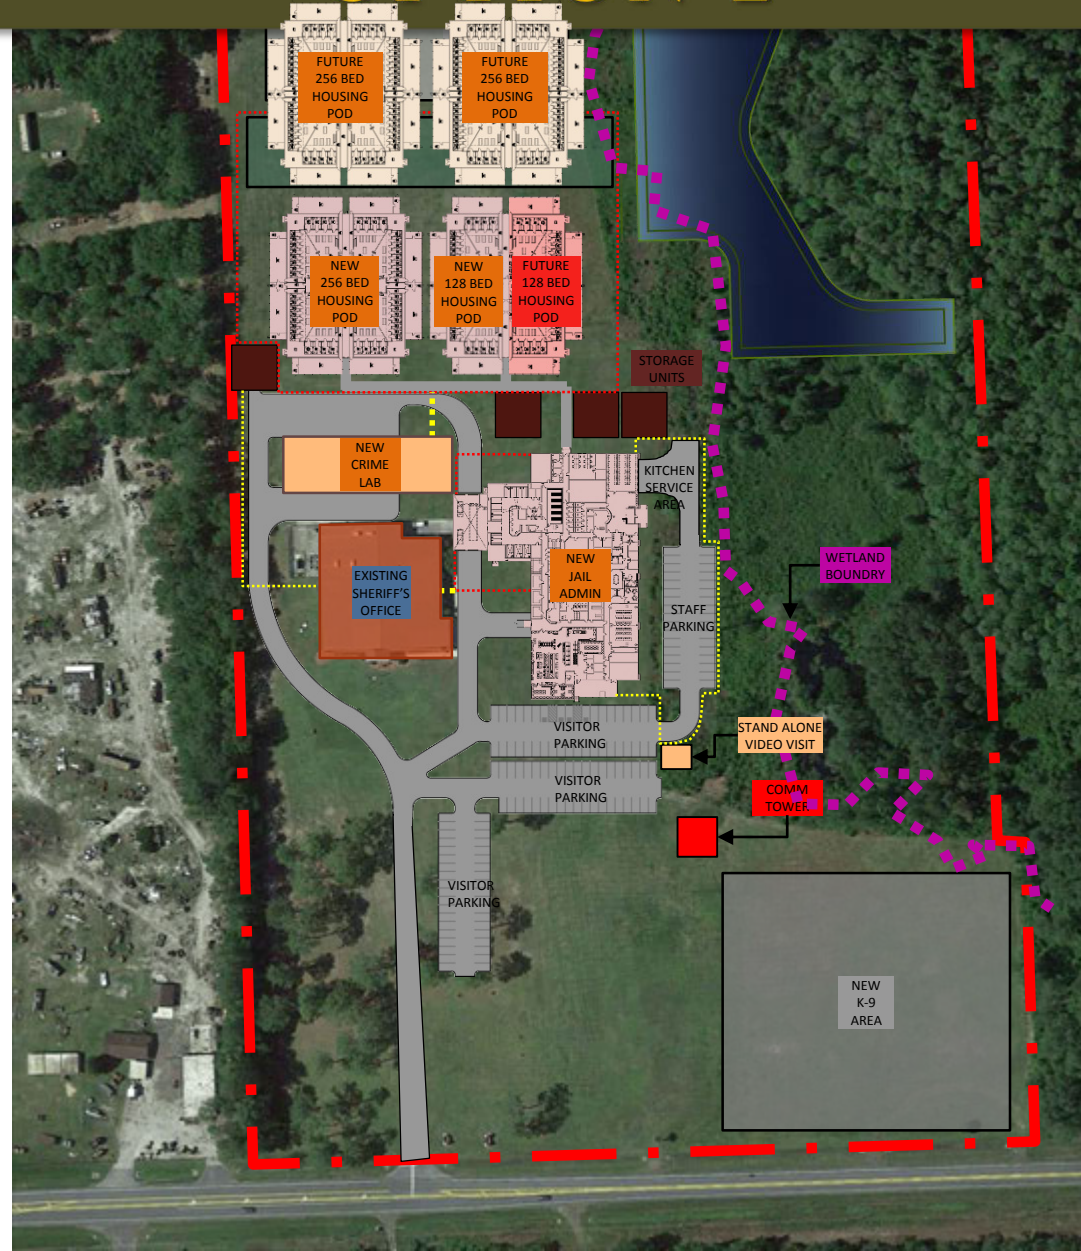 FUTURE
256 BED
HOUSING
POD
FUTURE
256 BED
HOUSING
POD
NEW
256 BED
HOUSING
POD
NEW
128 BED
HOUSING
POD
FUTURE
128 BED
HOUSING
POD
STORAGE
UNITS
NEW
CRIME
LAB
KITCHEN
SERVICE
AREA
EXISTING
SHERIFF'S
OFFICE
NEW
JAIL
ADMIN
WETLAND
BOUNDRY
STAFF
PARKING
VISITOR
PARKING
STAND ALONE
VIDEO VISIT
VISITOR
PARKING
COMM
TOWER
VISITOR
PARKING
NEW
K-9
AREA